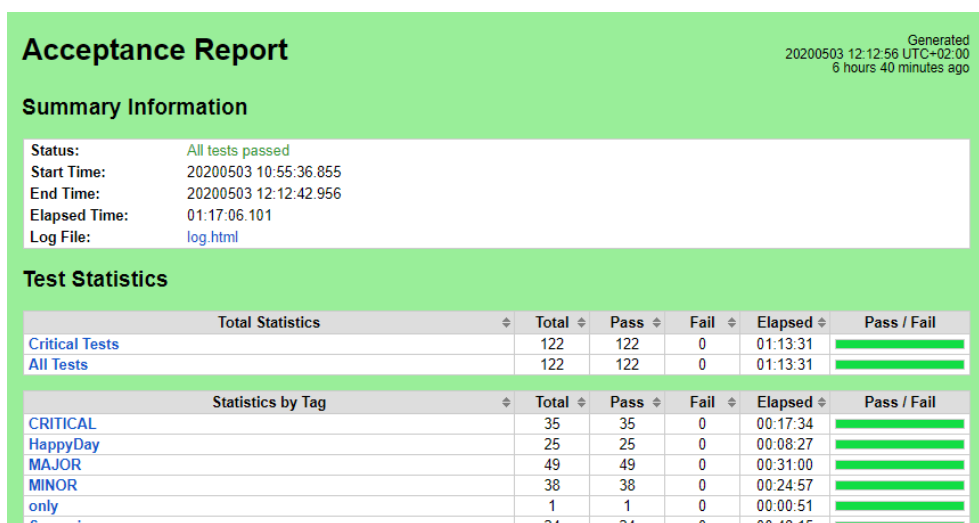 Acceptance Report
Generated
20200503 12:12:56 UTC+02:00
6 hours 40 minutes ago
Summary Information
Status: All tests passed
Start Time: 20200503 10:55:36.855
End Time: 20200503 12:12:42.956
Elapsed Time: 01:17:06.101
Log File: log.html
Test Statistics
Total Statistics Total Pass Fail Elapsed Pass / Fail
Critical Tests 122 122 0 01:13:31
All Tests 122 122 0 01:13:31
Statistics by Tag Total Pass Fail Elapsed Pass / Fail
CRITICAL 35 35 0 00:17:34
HappyDay 25 25 0 00:08:27
MAJOR 49 49 0 00:31:00
MINOR 38 38 0 00:24:57
only 1 1 0 00:00:51